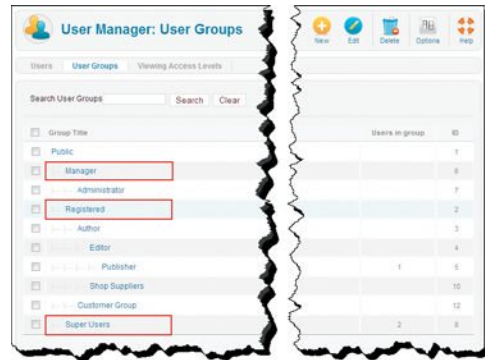 User Manager: User Groups
New Edit Delete Options Help
Users User Groups Viewing Access Levels
Search User Groups Search Clear
Group Title Users in group ID
Public 1
Manager 6
Administrator 7
Registered 2
Author 3
Editor 4
Publisher 1 5
Shop Suppliers 10
Customer Group 12
Super Users 2 8